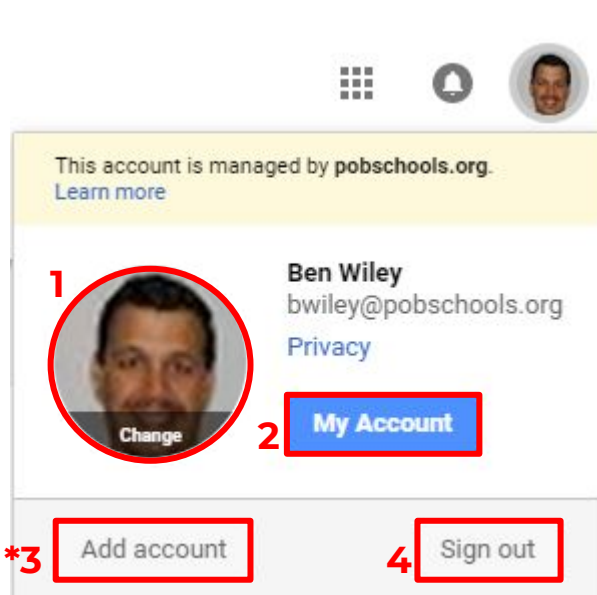 This account is managed by pobschools.org.
Learn more
1
Ben Wiley
bwiley@pobschools.org
Privacy
Change
2
My Account
*3
Add account
4
Sign out